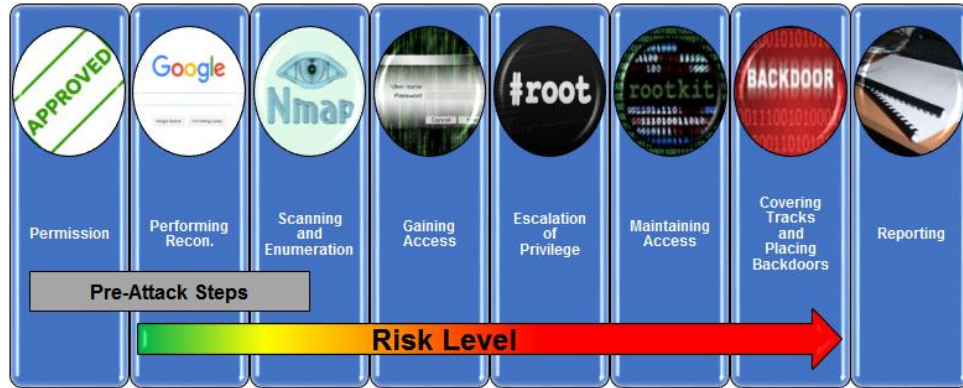 APPROVED
Google
Nmap
User name
Password
Cancel
#root
rootkit
BACKDOOR
Permission
Performing
Recon.
Scanning
and
Enumeration
Gaining
Access
Escalation
of
Privilege
Maintaining
Access
Covering
Tracks
and
Placing
Backdoors
Reporting
Pre-Attack Steps
Risk Level